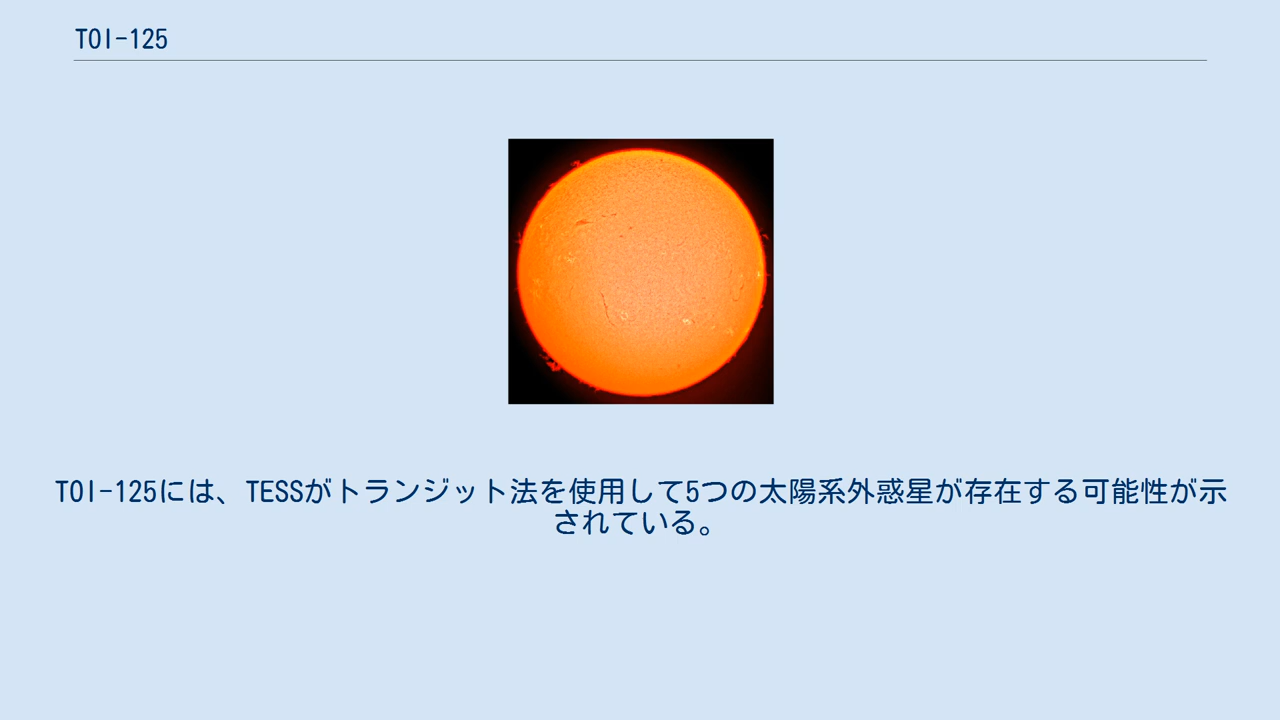 TOI-125
TOI-125には、TESSがトランジット法を使用して5つの太陽系外惑星が存在する可能性が示
されている。